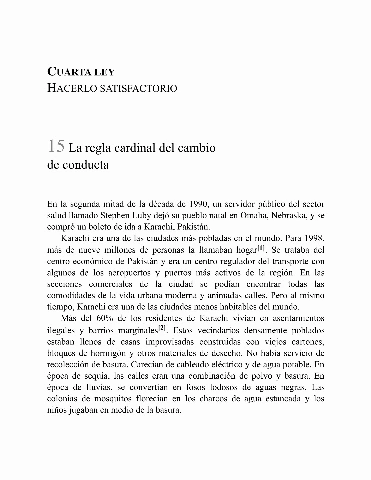 CUARTA LEY
HACERLO SATISFACTORIO
15 La regla cardinal del cambio
de conducta
En la segunda mitad de la década de 1990, un servidor público del sector
salud llamado Stephen Luby dejó su pueblo natal en Omaha, Nebraska, y se
compró un boleto de ida a Karachi, Pakistán.
Karachi era una de las ciudades más pobladas en el mundo. Para 1998,
más de nueve millones de personas la llamaban hogar[1]. Se trataba del
centro económico de Pakistán y era un centro regulador del transporte con
algunos de los aeropuertos y puertos más activos de la región. En las
secciones comerciales de la ciudad se podían encontrar todas las
comodidades de la vida urbana moderna y animadas calles. Pero al mismo
tiempo, Karachi era una de las ciudades menos habitables del mundo.
Más del 60% de los residentes de Karachi vivían en asentamientos
ilegales y barrios marginales[2]. Estos vecindarios densamente poblados
estaban llenos de casas improvisadas construidas con viejos cartones,
bloques de hormigón y otros materiales de desecho. No había servicio de
recolección de basura. Carecían de cableado eléctrico y de agua potable. En
época de sequía, las calles eran una combinación de polvo y basura. En
época de lluvias, se convertían en fosos lodosos de aguas negras. Las
colonias de mosquitos florecían en los charcos de agua estancada y los
niños jugaban en medio de la basura.